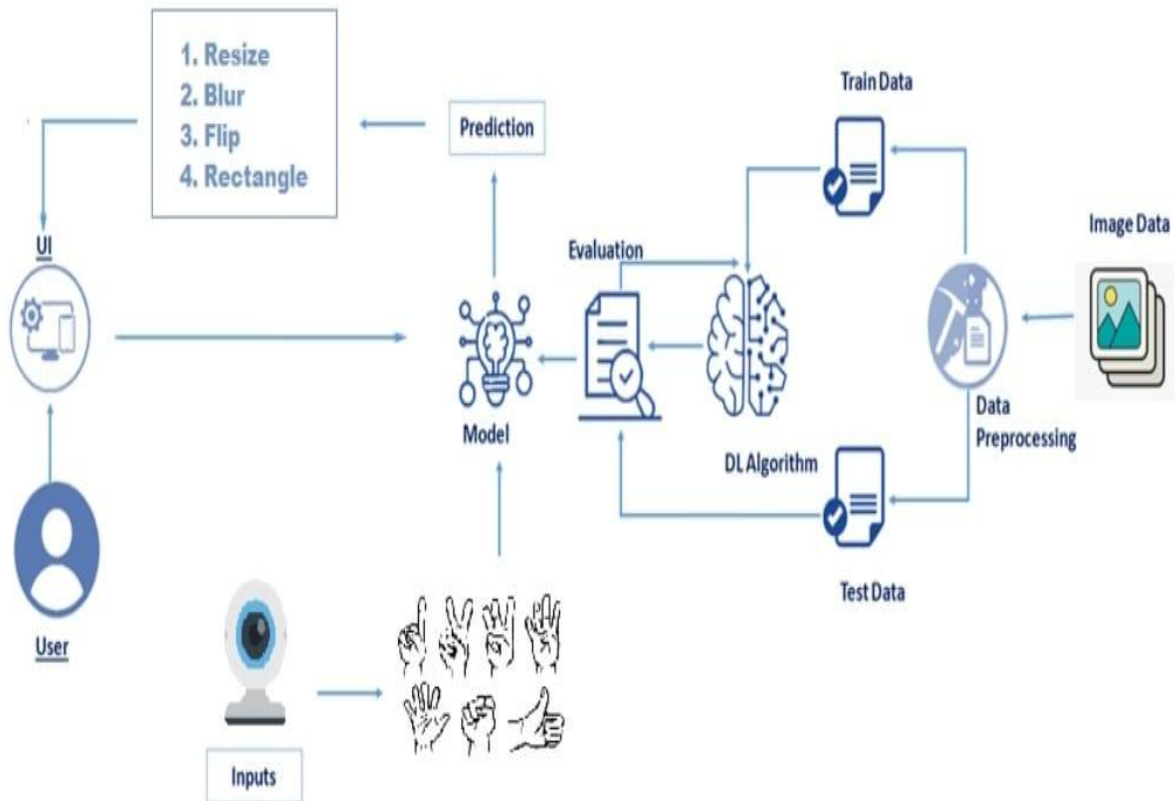 1. Resize
2. Blur
3. Flip
4. Rectangle
Prediction
Train Data
Image Data
UI
Evaluation
Model
DL Algorithm
Data
Preprocessing
Test Data
User
Inputs